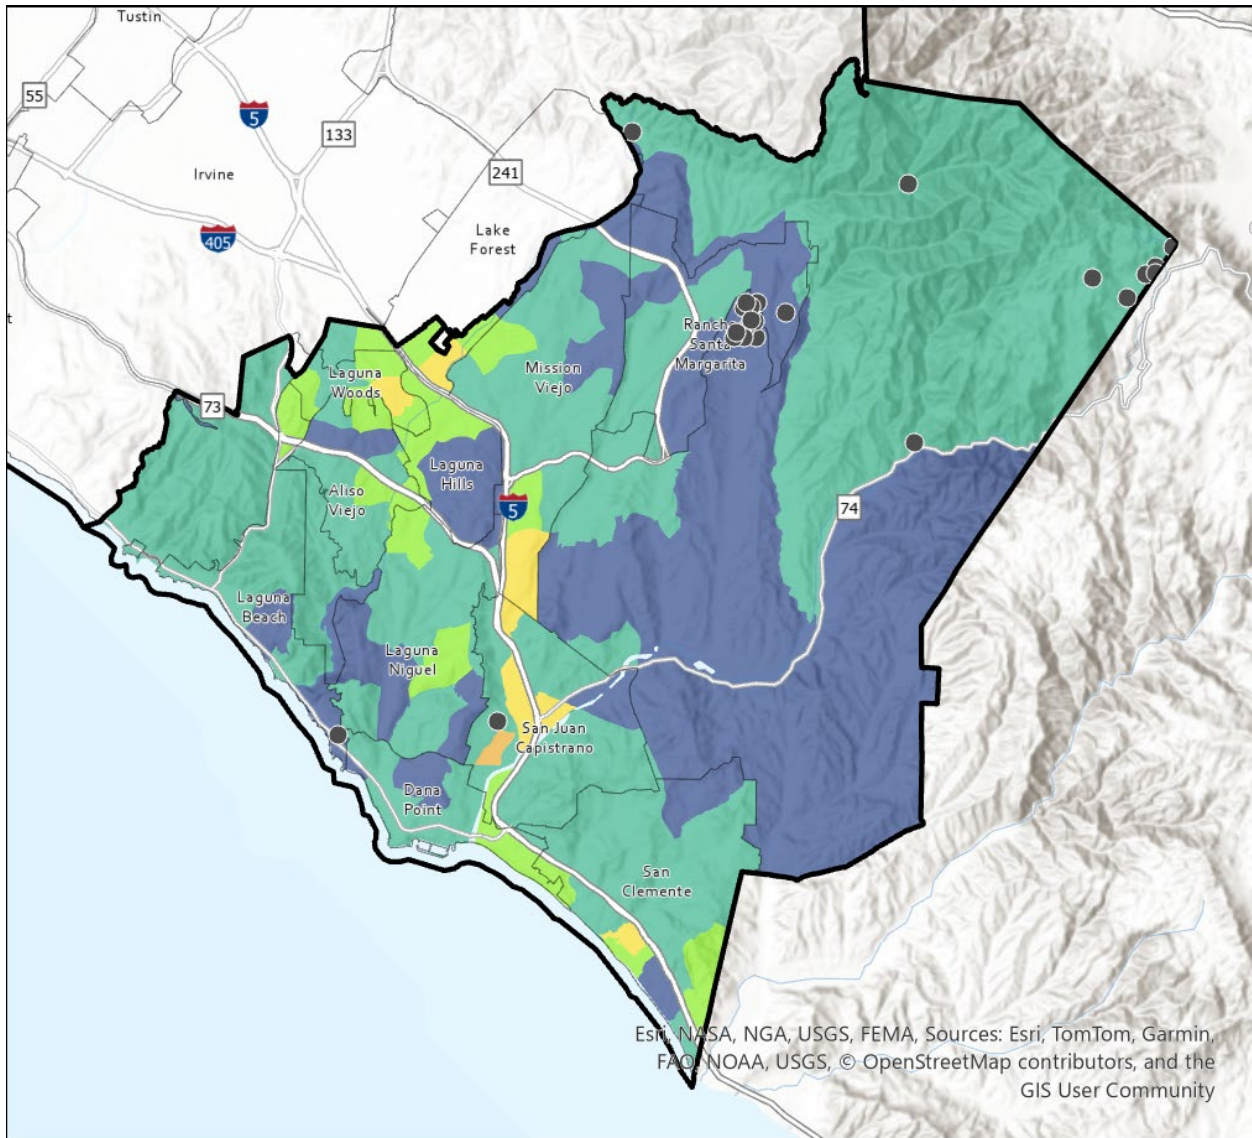 Tustin
55
5
133
Irvine
241
405
Lake
Forest
t
Ranch
Santa
Margarita
Mission
Viejo
Laguna
Woods
73
Laguna
Hills
Aliso
Viejo
5
74
Laguna
Beach
Laguna
Niguel
San Juan
Capistrano
Dana
Point
San
Clemente
Esri, NASA, NGA, USGS, FEMA, Sources: Esri, TomTom, Garmin,
FAO, NOAA, USGS, © OpenStreetMap contributors, and the
GIS User Community